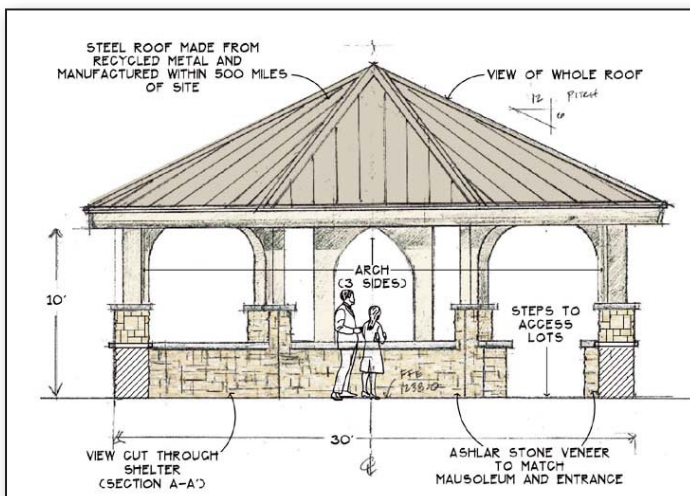 STEEL ROOF MADE FROM
RECYCLED METAL AND
MANUFACTURED WITHIN 500 MILES
OF SITE
VIEW OF WHOLE ROOF
12
PITCH
6
10'
ARCH
(3 SIDES)
STEPS TO
ACCESS
LOTS
FFE
30'
VIEW CUT THROUGH
SHELTER
(SECTION A-A')
ASHLAR STONE VENEER
TO MATCH
MAUSOLEUM AND ENTRANCE